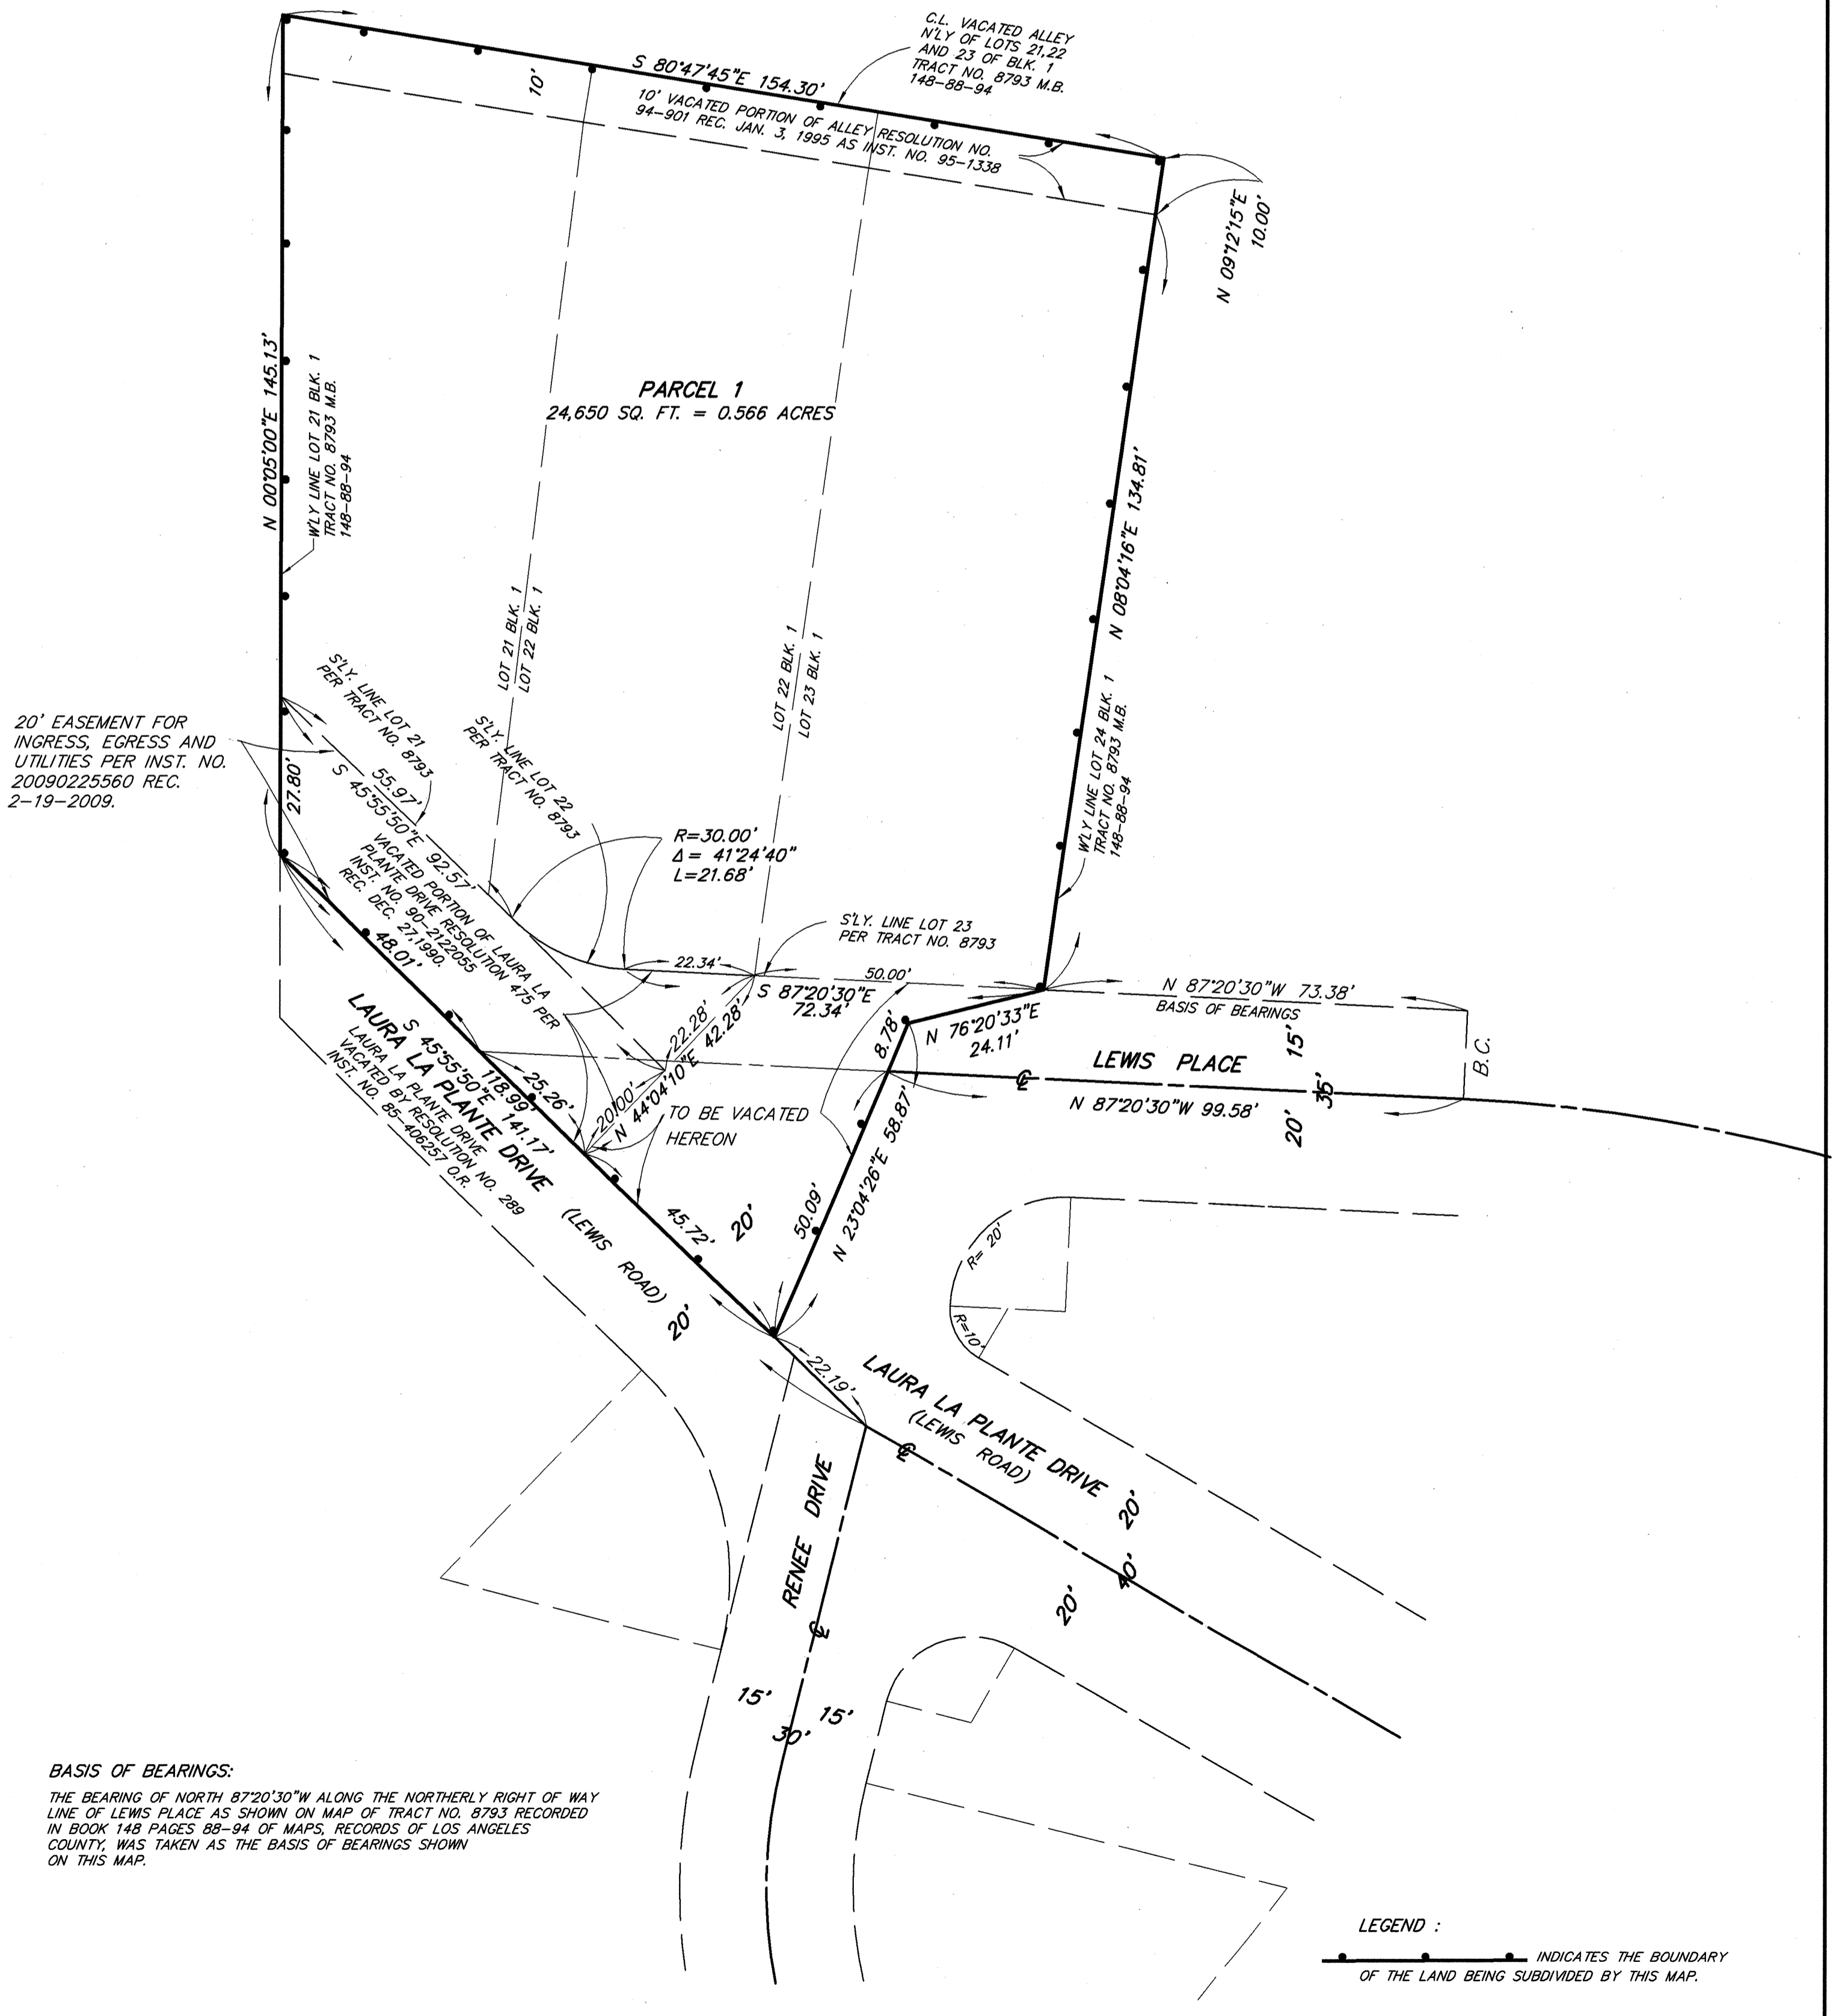 C.L. VACATED ALLEY
N'LY OF LOTS 21,22
AND 23 OF BLK. 1
TRACT NO. 8793 M.B.
148-88-94
S 80°47'45"E 154.30'
10'
10' VACATED PORTION OF ALLEY RESOLUTION NO.
94-901 REC. JAN. 3, 1995 AS INST. NO. 95-1338
N 09°12'15"E
10.00'
N 00°05'00"E 145.13'
W'LY LINE LOT 21 BLK. 1
TRACT NO. 8793 M.B.
148-88-94
PARCEL 1
24,650 SQ. FT. = 0.566 ACRES
N 08°04'16"E 134.81'
W'LY LINE LOT 24 BLK. 1
TRACT NO. 8793 M.B.
148-88-94
LOT 21 BLK. 1
LOT 22 BLK. 1
LOT 22 BLK. 1
LOT 23 BLK. 1
S'LY. LINE LOT 21
PER TRACT NO. 8793
S'LY. LINE LOT 22
PER TRACT NO. 8793
20' EASEMENT FOR
INGRESS, EGRESS AND
UTILITIES PER INST. NO.
20090225560 REC.
2-19-2009.
27.80'
55.97'
S 45°55'50"E 92.57'
VACATED PORTION OF LAURA LA
PLANTE DRIVE RESOLUTION 475 PER
INST. NO. 90-2122055
REC. DEC. 27,1990.
R=30.00'
Δ= 41°24'40"
L=21.68'
S'LY. LINE LOT 23
PER TRACT NO. 8793
22.34'
50.00'
S 87°20'30"E
72.34'
N 87°20'30"W 73.38'
BASIS OF BEARINGS
48.01'
22.28'
20.00'
N 44°04'10"E 42.28'
8.78'
N 76°20'33"E
24.11'
15'
LEWIS PLACE
B.C.
℄
35'
N 87°20'30"W 99.58'
20'
25.26'
TO BE VACATED
HEREON
S 45°55'50"E 141.17'
118.99'
LAURA LA PLANTE DRIVE (LEWIS ROAD)
LAURA LA PLANTE DRIVE
VACATED BY RESOLUTION NO. 289
INST. NO. 85-406257 O.R.
45.72'
20'
20'
50.09'
N 23°04'26"E 58.87'
R= 20'
R=10'
22.19'
LAURA LA PLANTE DRIVE
(LEWIS ROAD)
℄
20'
40'
20'
RENEE DRIVE
℄
15'
15'
30'
BASIS OF BEARINGS:
THE BEARING OF NORTH 87°20'30"W ALONG THE NORTHERLY RIGHT OF WAY
LINE OF LEWIS PLACE AS SHOWN ON MAP OF TRACT NO. 8793 RECORDED
IN BOOK 148 PAGES 88-94 OF MAPS, RECORDS OF LOS ANGELES
COUNTY, WAS TAKEN AS THE BASIS OF BEARINGS SHOWN
ON THIS MAP.
LEGEND :
INDICATES THE BOUNDARY
OF THE LAND BEING SUBDIVIDED BY THIS MAP.